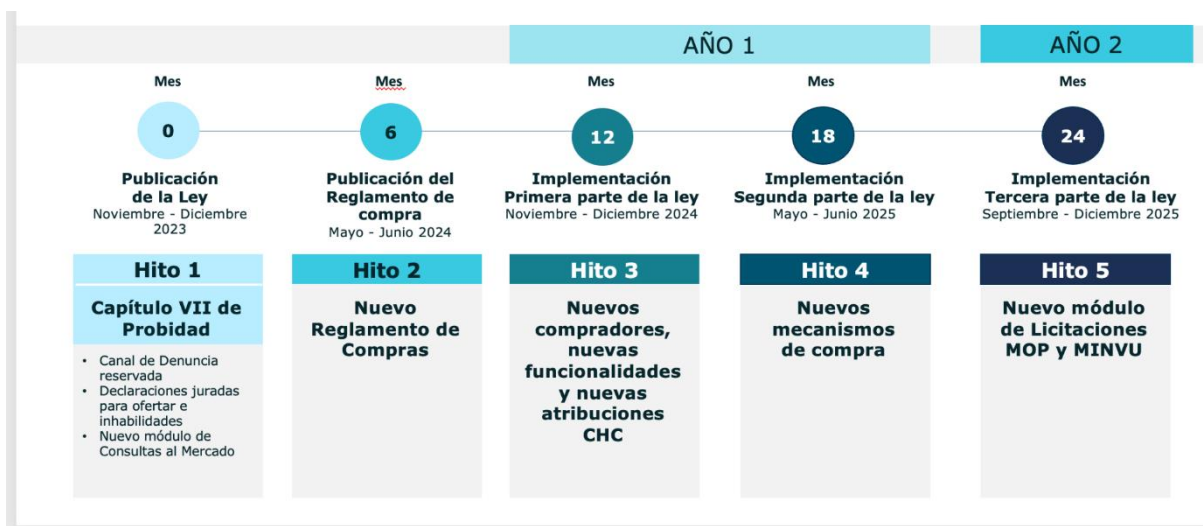 AÑO 1
AÑO 2
Mes
Mes
Mes
Mes
Mes
0
6
12
18
24
Publicación
de la Ley
Noviembre - Diciembre
2023
Publicación del
Reglamento de
compra
Mayo - Junio 2024
Implementación
Primera parte de la ley
Noviembre - Diciembre 2024
Implementación
Segunda parte de la ley
Mayo - Junio 2025
Implementación
Tercera parte de la ley
Septiembre - Diciembre 2025
Hito 1
Capítulo VII de
Probidad
• Canal de Denuncia
reservada
• Declaraciones juradas
para ofertar e
inhabilidades
• Nuevo módulo de
Consultas al Mercado
Hito 2
Nuevo
Reglamento de
Compras
Hito 3
Nuevos
compradores,
nuevas
funcionalidades
y nuevas
atribuciones
CHC
Hito 4
Nuevos
mecanismos
de compra
Hito 5
Nuevo módulo
de Licitaciones
MOP y MINVU